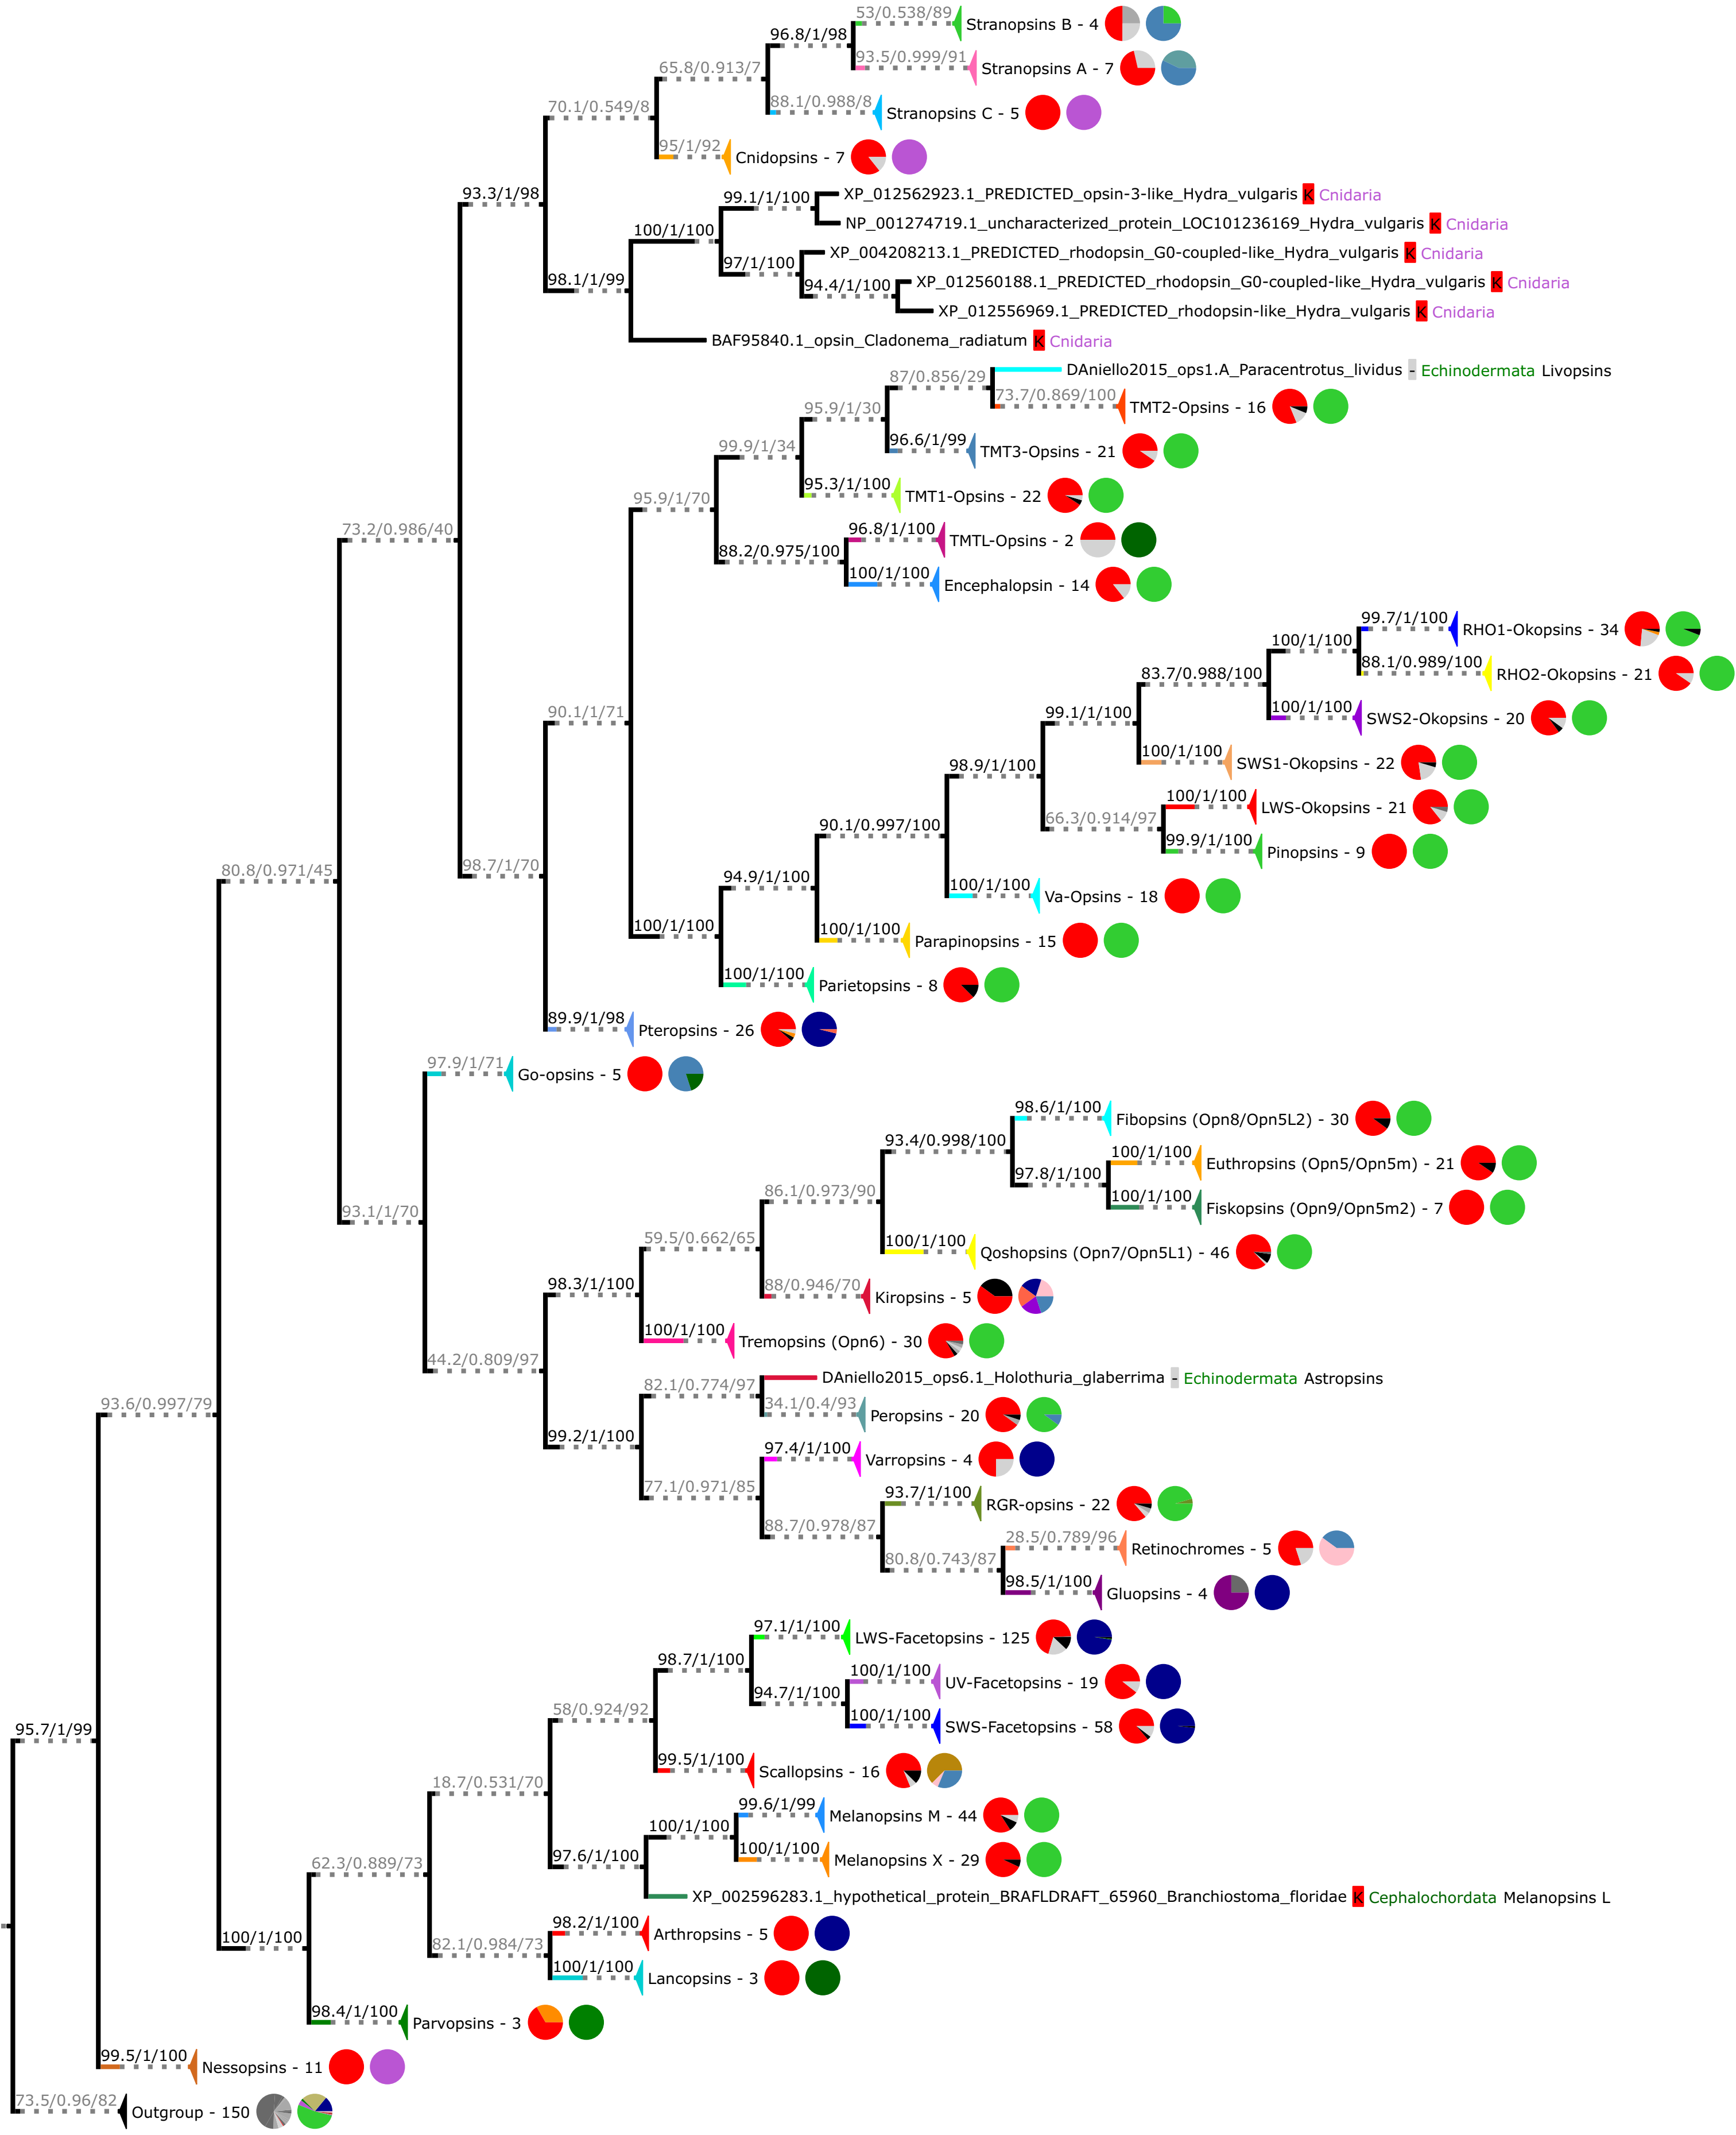 53/0.538/89
Stranopsins B - 4
96.8/1/98
93.5/0.999/91
Stranopsins A - 7
65.8/0.913/7
88.1/0.988/8
Stranopsins C - 5
70.1/0.549/8
95/1/92
Cnidopsins - 7
93.3/1/98
99.1/1/100
XP_012562923.1_PREDICTED_opsin-3-like_Hydra_vulgaris K Cnidaria
NP_001274719.1_uncharacterized_protein_LOC101236169_Hydra_vulgaris K Cnidaria
100/1/100
XP_004208213.1_PREDICTED_rhodopsin_G0-coupled-like_Hydra_vulgaris K Cnidaria
97/1/100
98.1/1/99
94.4/1/100
XP_012560188.1_PREDICTED_rhodopsin_G0-coupled-like_Hydra_vulgaris K Cnidaria
XP_012556969.1_PREDICTED_rhodopsin-like_Hydra_vulgaris K Cnidaria
BAF95840.1_opsin_Cladonema_radiatum K Cnidaria
87/0.856/29
DAniello2015_ops1.A_Paracentrotus_lividus - Echinodermata Livopsins
73.7/0.869/100
TMT2-Opsins - 16
95.9/1/30
96.6/1/99
TMT3-Opsins - 21
99.9/1/34
95.3/1/100
TMT1-Opsins - 22
95.9/1/70
73.2/0.986/40
88.2/0.975/100
96.8/1/100
TMTL-Opsins - 2
100/1/100
Encephalopsin - 14
99.7/1/100
RHO1-Okopsins - 34
100/1/100
88.1/0.989/100
RHO2-Okopsins - 21
83.7/0.988/100
100/1/100
SWS2-Okopsins - 20
90.1/1/71
99.1/1/100
100/1/100
SWS1-Okopsins - 22
98.9/1/100
100/1/100
LWS-Okopsins - 21
66.3/0.914/97
99.9/1/100
Pinopsins - 9
90.1/0.997/100
80.8/0.971/45
98.7/1/70
94.9/1/100
100/1/100
Va-Opsins - 18
100/1/100
100/1/100
Parapinopsins - 15
100/1/100
Parietopsins - 8
89.9/1/98
Pteropsins - 26
97.9/1/71
Go-opsins - 5
98.6/1/100
Fibopsins (Opn8/Opn5L2) - 30
93.4/0.998/100
100/1/100
Euthropsins (Opn5/Opn5m) - 21
97.8/1/100
86.1/0.973/90
100/1/100
Fiskopsins (Opn9/Opn5m2) - 7
93.1/1/70
59.5/0.662/65
100/1/100
Qoshopsins (Opn7/Opn5L1) - 46
98.3/1/100
88/0.946/70
Kiropsins - 5
100/1/100
Tremopsins (Opn6) - 30
44.2/0.809/97
82.1/0.774/97
DAniello2015_ops6.1_Holothuria_glaberrima - Echinodermata Astropsins
93.6/0.997/79
34.1/0.4/93
Peropsins - 20
99.2/1/100
97.4/1/100
Varropsins - 4
77.1/0.971/85
93.7/1/100
RGR-opsins - 22
88.7/0.978/87
28.5/0.789/96
Retinochromes - 5
80.8/0.743/87
98.5/1/100
Gluopsins - 4
97.1/1/100
LWS-Facetopsins - 125
98.7/1/100
100/1/100
UV-Facetopsins - 19
94.7/1/100
58/0.924/92
100/1/100
SWS-Facetopsins - 58
95.7/1/99
99.5/1/100
Scallopsins - 16
18.7/0.531/70
99.6/1/99
Melanopsins M - 44
100/1/100
97.6/1/100
100/1/100
Melanopsins X - 29
62.3/0.889/73
XP_002596283.1_hypothetical_protein_BRAFLDRAFT_65960_Branchiostoma_floridae K Cephalochordata Melanopsins L
100/1/100
98.2/1/100
Arthropsins - 5
82.1/0.984/73
100/1/100
Lancopsins - 3
98.4/1/100
Parvopsins - 3
99.5/1/100
Nessopsins - 11
73.5/0.96/82
Outgroup - 150